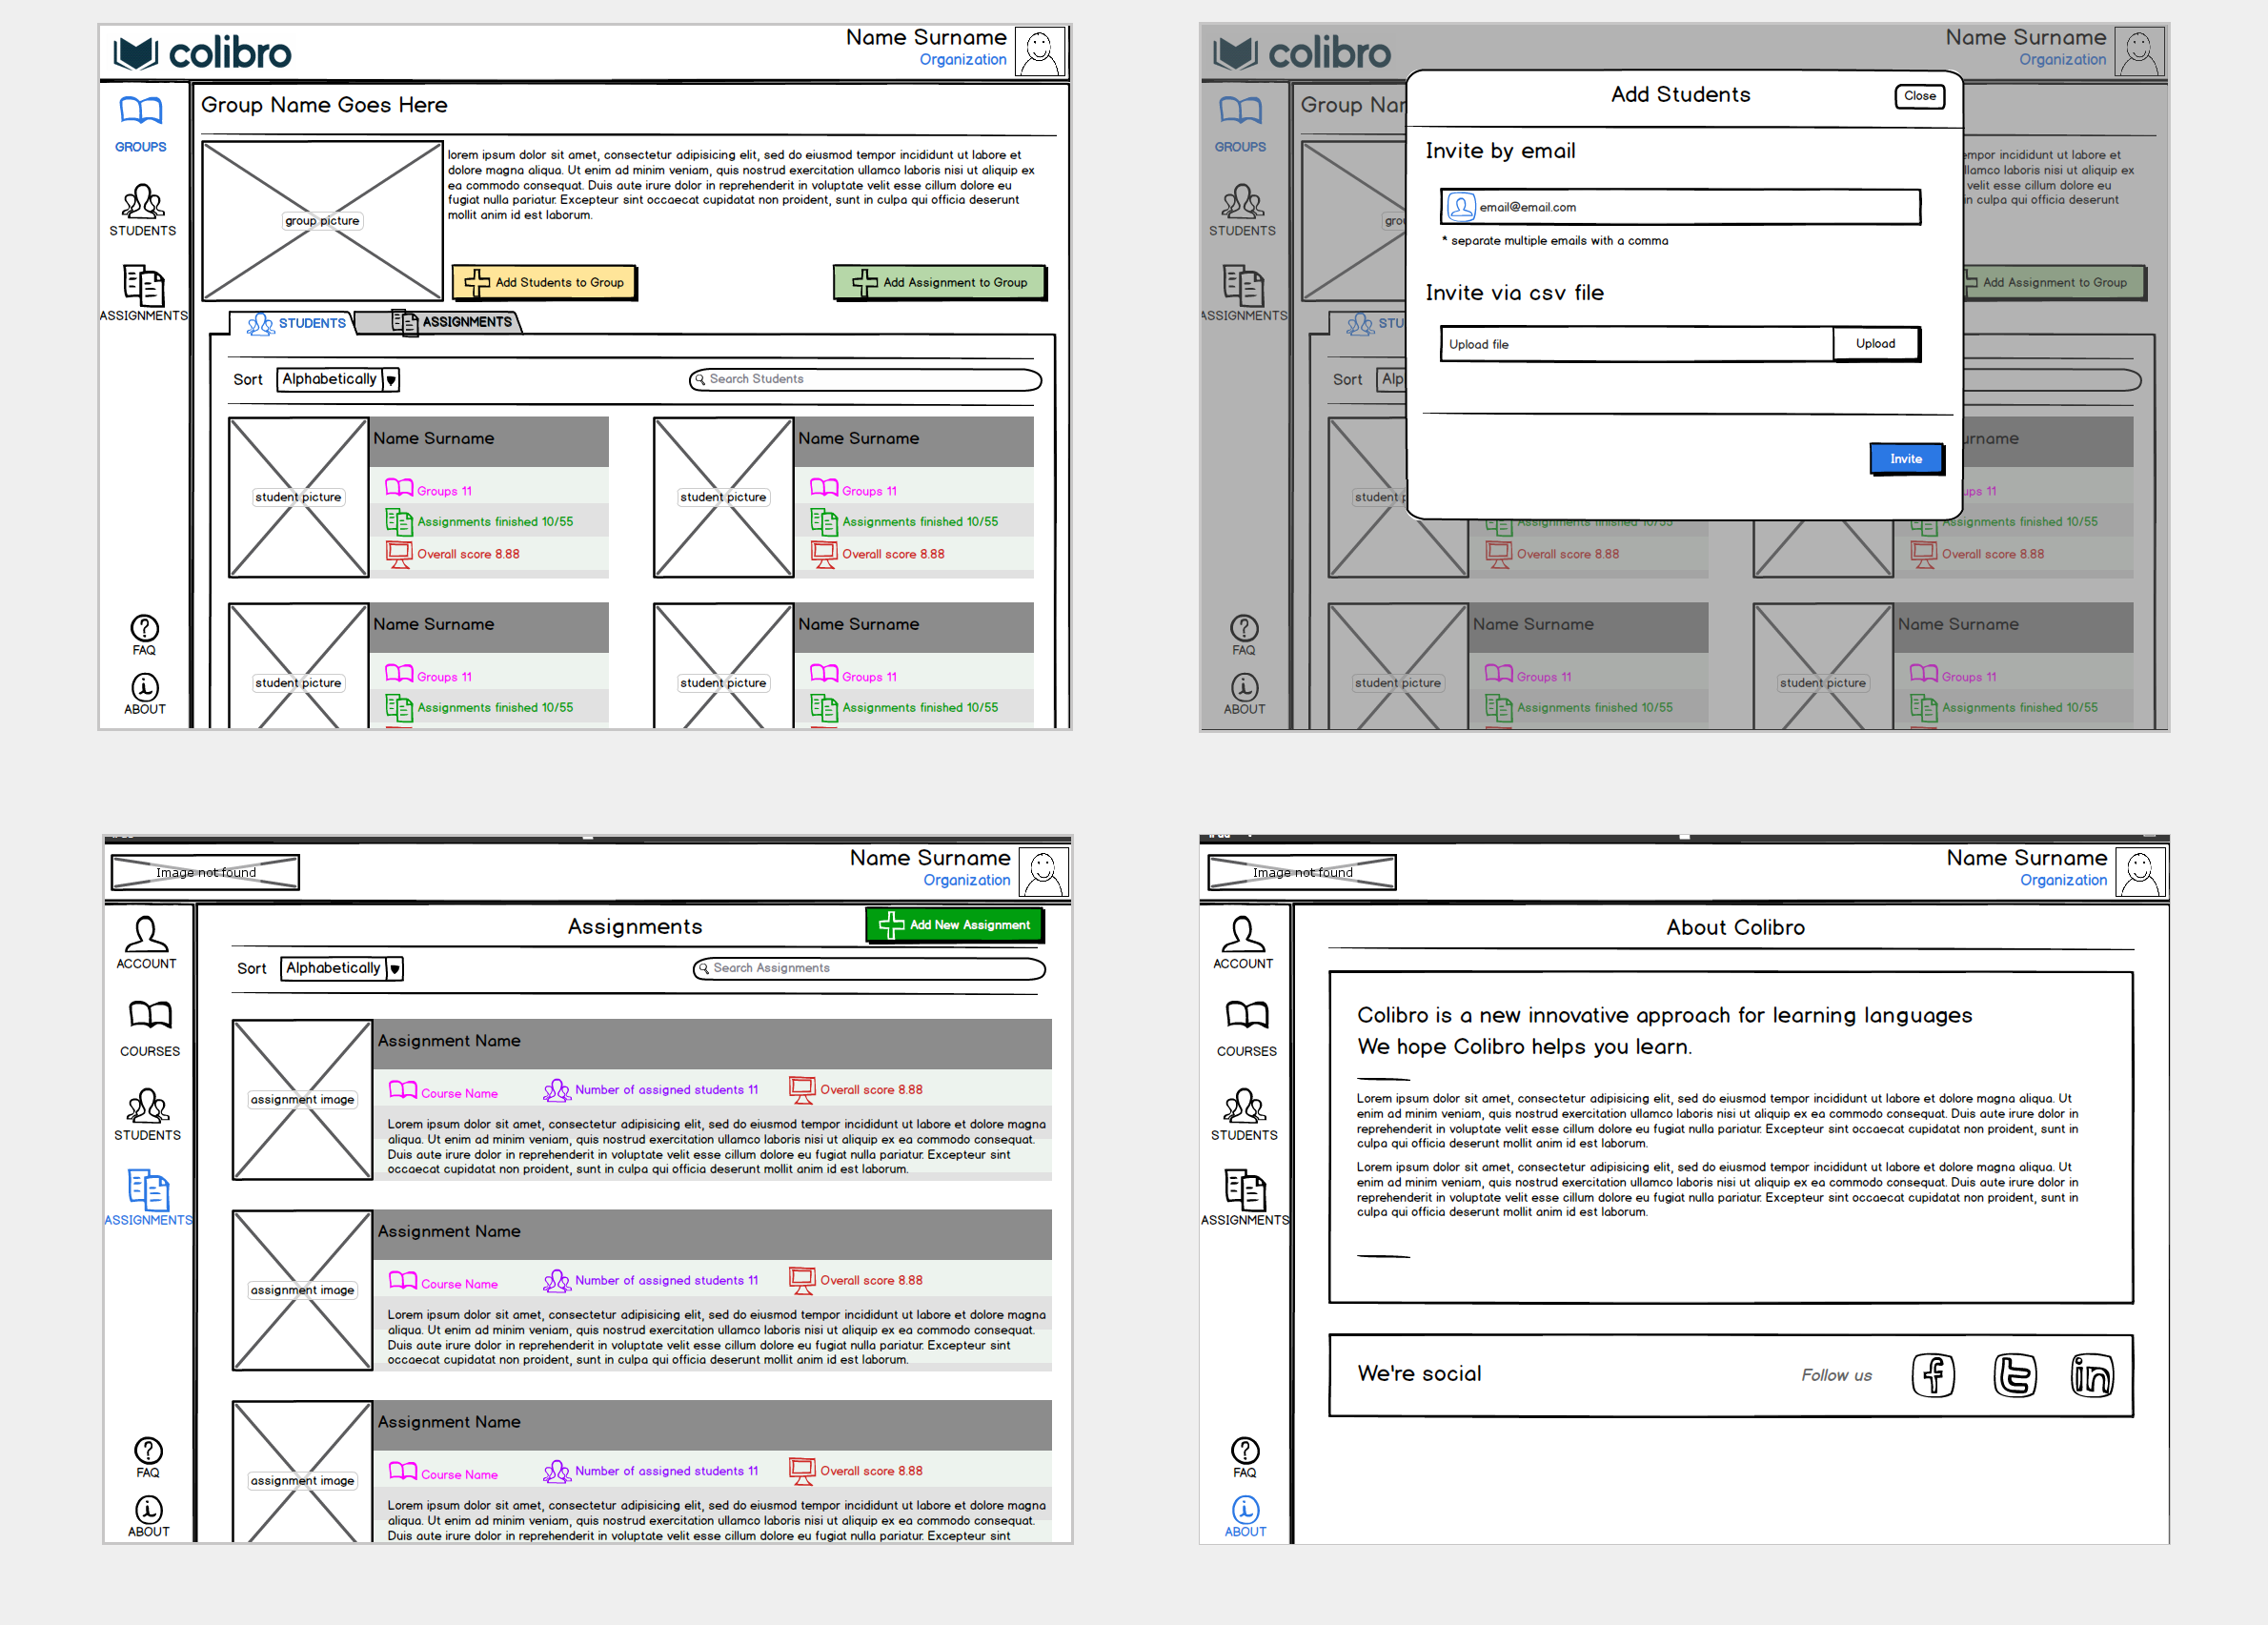 colibro
Name Surname
Organization
GROUPS
STUDENTS
ASSIGNMENTS
FAQ
ABOUT
Group Name Goes Here
group picture
lorem ipsum dolor sit amet, consectetur adipisicing elit, sed do eiusmod tempor incididunt ut labore et
dolore magna aliqua. Ut enim ad minim veniam, quis nostrud exercitation ullamco laboris nisi ut aliquip ex
ea commodo consequat. Duis aute irure dolor in reprehenderit in voluptate velit esse cillum dolore eu
fugiat nulla pariatur. Excepteur sint occaecat cupidatat non proident, sunt in culpa qui officia deserunt
mollit anim id est laborum.
Add Students to Group
Add Assignment to Group
STUDENTS
ASSIGNMENTS
Sort
Alphabetically
Search Students
student picture
Name Surname
Groups 11
Assignments finished 10/55
Overall score 8.88
student picture
Name Surname
Groups 11
Assignments finished 10/55
Overall score 8.88
student picture
Name Surname
Groups 11
Assignments finished 10/55
student picture
Name Surname
Groups 11
Assignments finished 10/55
colibro
Name Surname
Organization
GROUPS
STUDENTS
ASSIGNMENTS
FAQ
ABOUT
Group Nar
grou
empor incididunt ut labore et
llamco laboris nisi ut aliquip ex
velit esse cillum dolore eu
in culpa qui officia deserunt
Add Assignment to Group
STU
Sort
Alp
Add Students
Close
Invite by email
email@email.com
* separate multiple emails with a comma
Invite via csv file
Upload file
Upload
Invite
student p
Assignments finished 10/55
Overall score 8.88
urname
ups 11
Assignments finished 10/55
Overall score 8.88
student picture
Name Surname
Groups 11
Assignments finished 10/55
student picture
Name Surname
Groups 11
Assignments finished 10/55
Image not found
Name Surname
Organization
ACCOUNT
COURSES
STUDENTS
ASSIGNMENTS
FAQ
ABOUT
Assignments
Add New Assignment
Sort
Alphabetically
Search Assignments
assignment image
Assignment Name
Course Name
Number of assigned students 11
Overall score 8.88
Lorem ipsum dolor sit amet, consectetur adipisicing elit, sed do eiusmod tempor incididunt ut labore et dolore magna
aliqua. Ut enim ad minim veniam, quis nostrud exercitation ullamco laboris nisi ut aliquip ex ea commodo consequat.
Duis aute irure dolor in reprehenderit in voluptate velit esse cillum dolore eu fugiat nulla pariatur. Excepteur sint
occaecat cupidatat non proident, sunt in culpa qui officia deserunt mollit anim id est laborum.
assignment image
Assignment Name
Course Name
Number of assigned students 11
Overall score 8.88
Lorem ipsum dolor sit amet, consectetur adipisicing elit, sed do eiusmod tempor incididunt ut labore et dolore magna
aliqua. Ut enim ad minim veniam, quis nostrud exercitation ullamco laboris nisi ut aliquip ex ea commodo consequat.
Duis aute irure dolor in reprehenderit in voluptate velit esse cillum dolore eu fugiat nulla pariatur. Excepteur sint
occaecat cupidatat non proident, sunt in culpa qui officia deserunt mollit anim id est laborum.
assignment image
Assignment Name
Course Name
Number of assigned students 11
Overall score 8.88
Lorem ipsum dolor sit amet, consectetur adipisicing elit, sed do eiusmod tempor incididunt ut labore et dolore magna
aliqua. Ut enim ad minim veniam, quis nostrud exercitation ullamco laboris nisi ut aliquip ex ea commodo consequat.
Duis aute irure dolor in reprehenderit in voluptate velit esse cillum dolore eu fugiat nulla pariatur. Excepteur sint
Image not found
Name Surname
Organization
ACCOUNT
COURSES
STUDENTS
ASSIGNMENTS
FAQ
ABOUT
About Colibro
Colibro is a new innovative approach for learning languages
We hope Colibro helps you learn.
Lorem ipsum dolor sit amet, consectetur adipisicing elit, sed do eiusmod tempor incididunt ut labore et dolore magna aliqua. Ut
enim ad minim veniam, quis nostrud exercitation ullamco laboris nisi ut aliquip ex ea commodo consequat. Duis aute irure dolor in
reprehenderit in voluptate velit esse cillum dolore eu fugiat nulla pariatur. Excepteur sint occaecat cupidatat non proident, sunt in
culpa qui officia deserunt mollit anim id est laborum.
Lorem ipsum dolor sit amet, consectetur adipisicing elit, sed do eiusmod tempor incididunt ut labore et dolore magna aliqua. Ut
enim ad minim veniam, quis nostrud exercitation ullamco laboris nisi ut aliquip ex ea commodo consequat. Duis aute irure dolor in
reprehenderit in voluptate velit esse cillum dolore eu fugiat nulla pariatur. Excepteur sint occaecat cupidatat non proident, sunt in
culpa qui officia deserunt mollit anim id est laborum.
We're social
Follow us
f
t
in